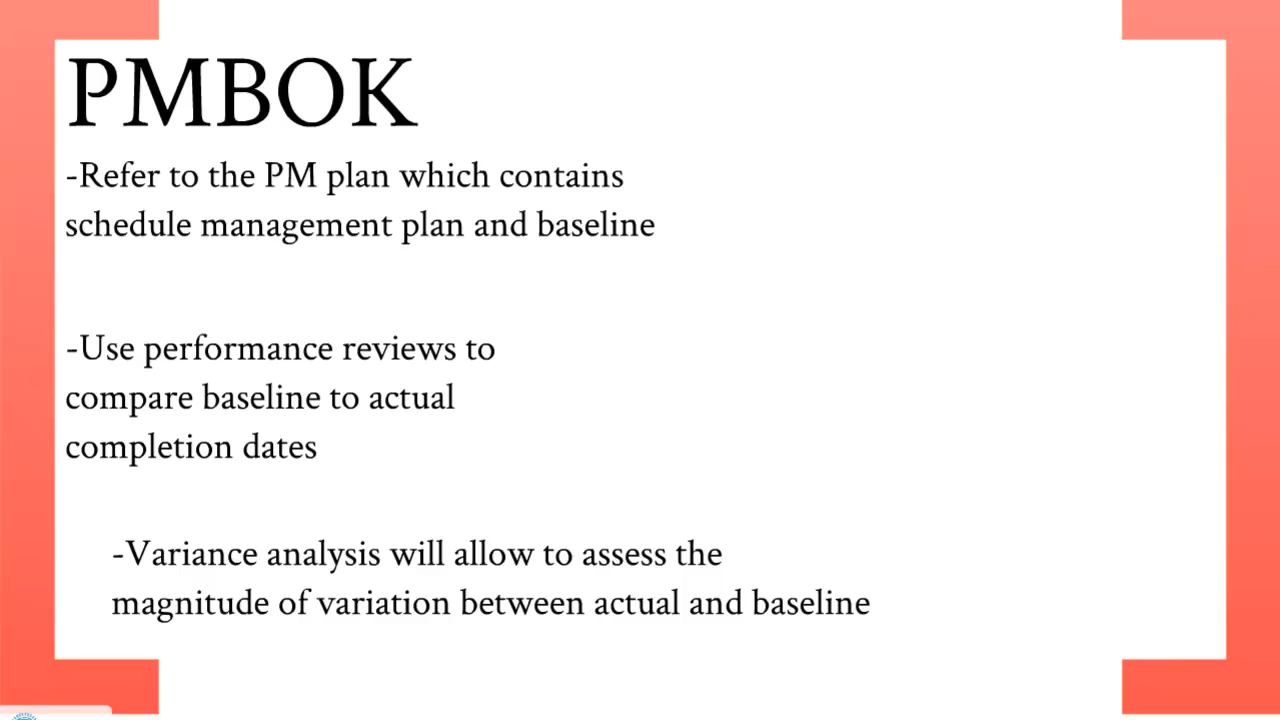 PMBOK
-Refer to the PM plan which contains
schedule management plan and baseline
-Use performance reviews to
compare baseline to actual
completion dates
-Variance analysis will allow to assess the
magnitude of variation between actual and baseline